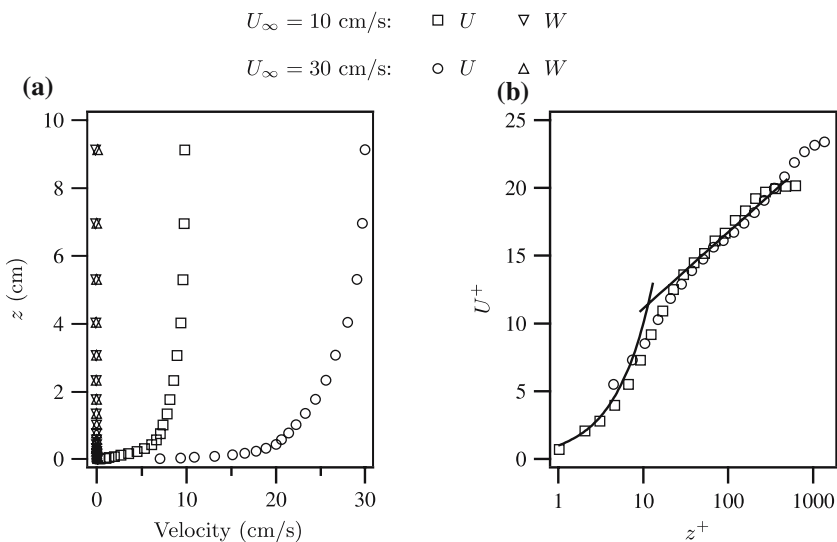 U∞ = 10 cm/s: □ U ▽ W
U∞ = 30 cm/s: ○ U △ W
(a)
(b)
10
8
6
4
2
0
z (cm)
0 10 20 30
Velocity (cm/s)
25
20
15
10
5
0
U+
1 10 100 1000
z+